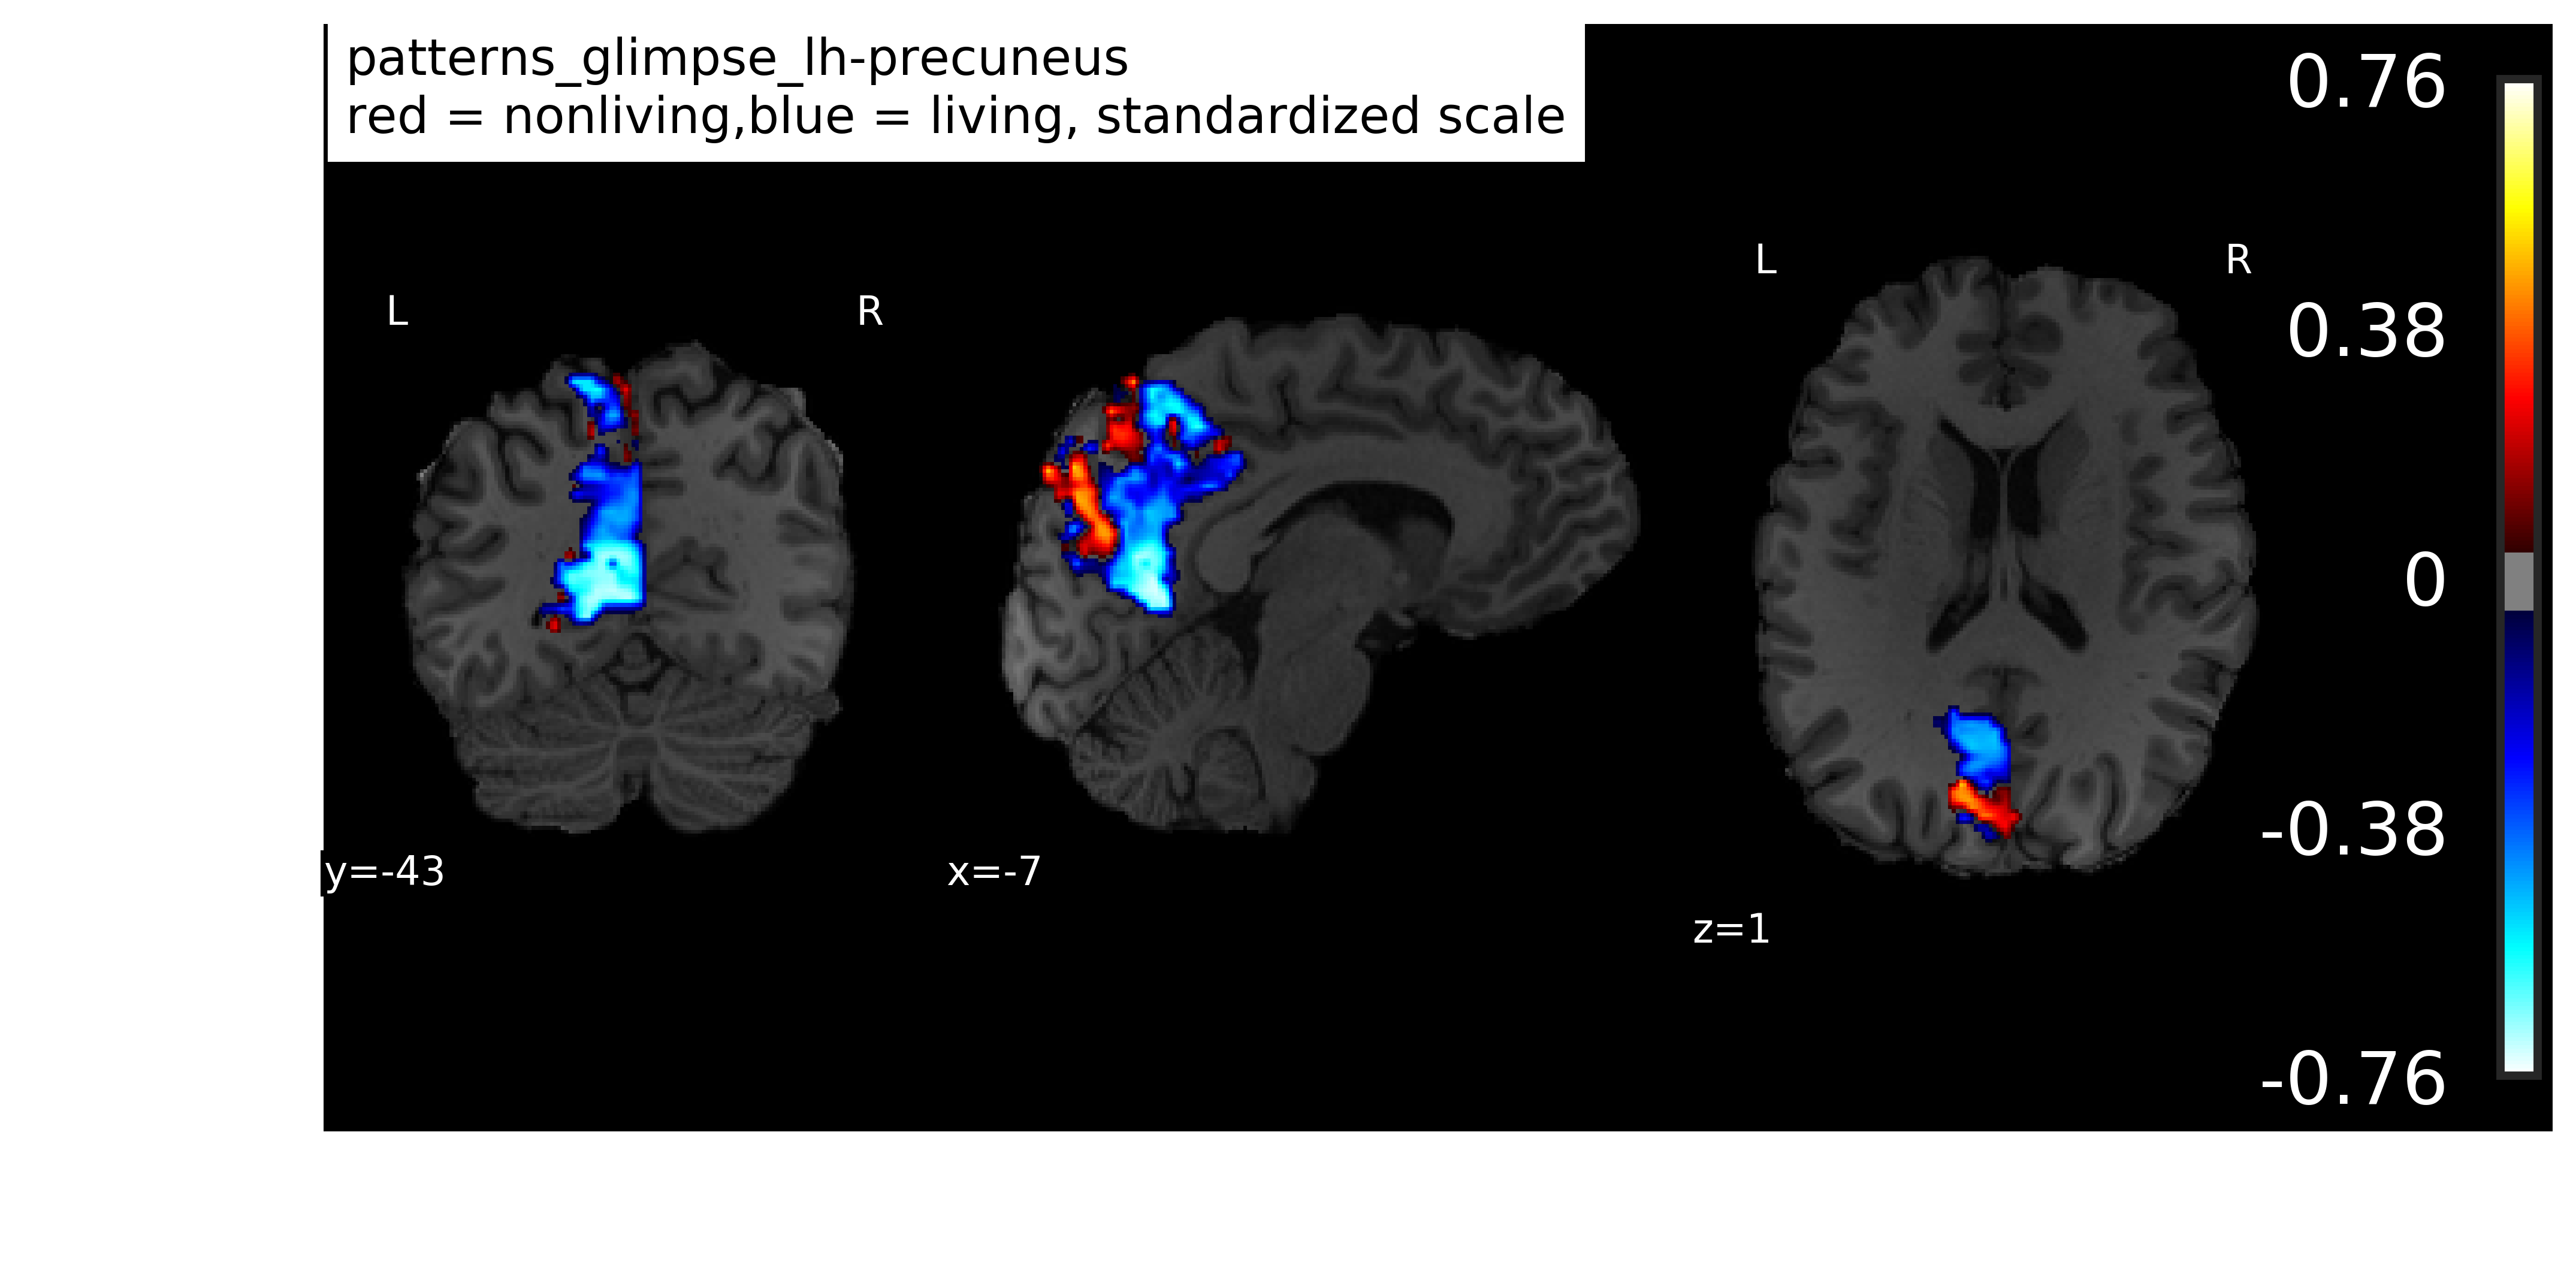 patterns_glimpse_lh-precuneus
red = nonliving,blue = living, standardized scale
L
R
y=-43
x=-7
L
R
z=1
0.76
0.38
0
-0.38
-0.76